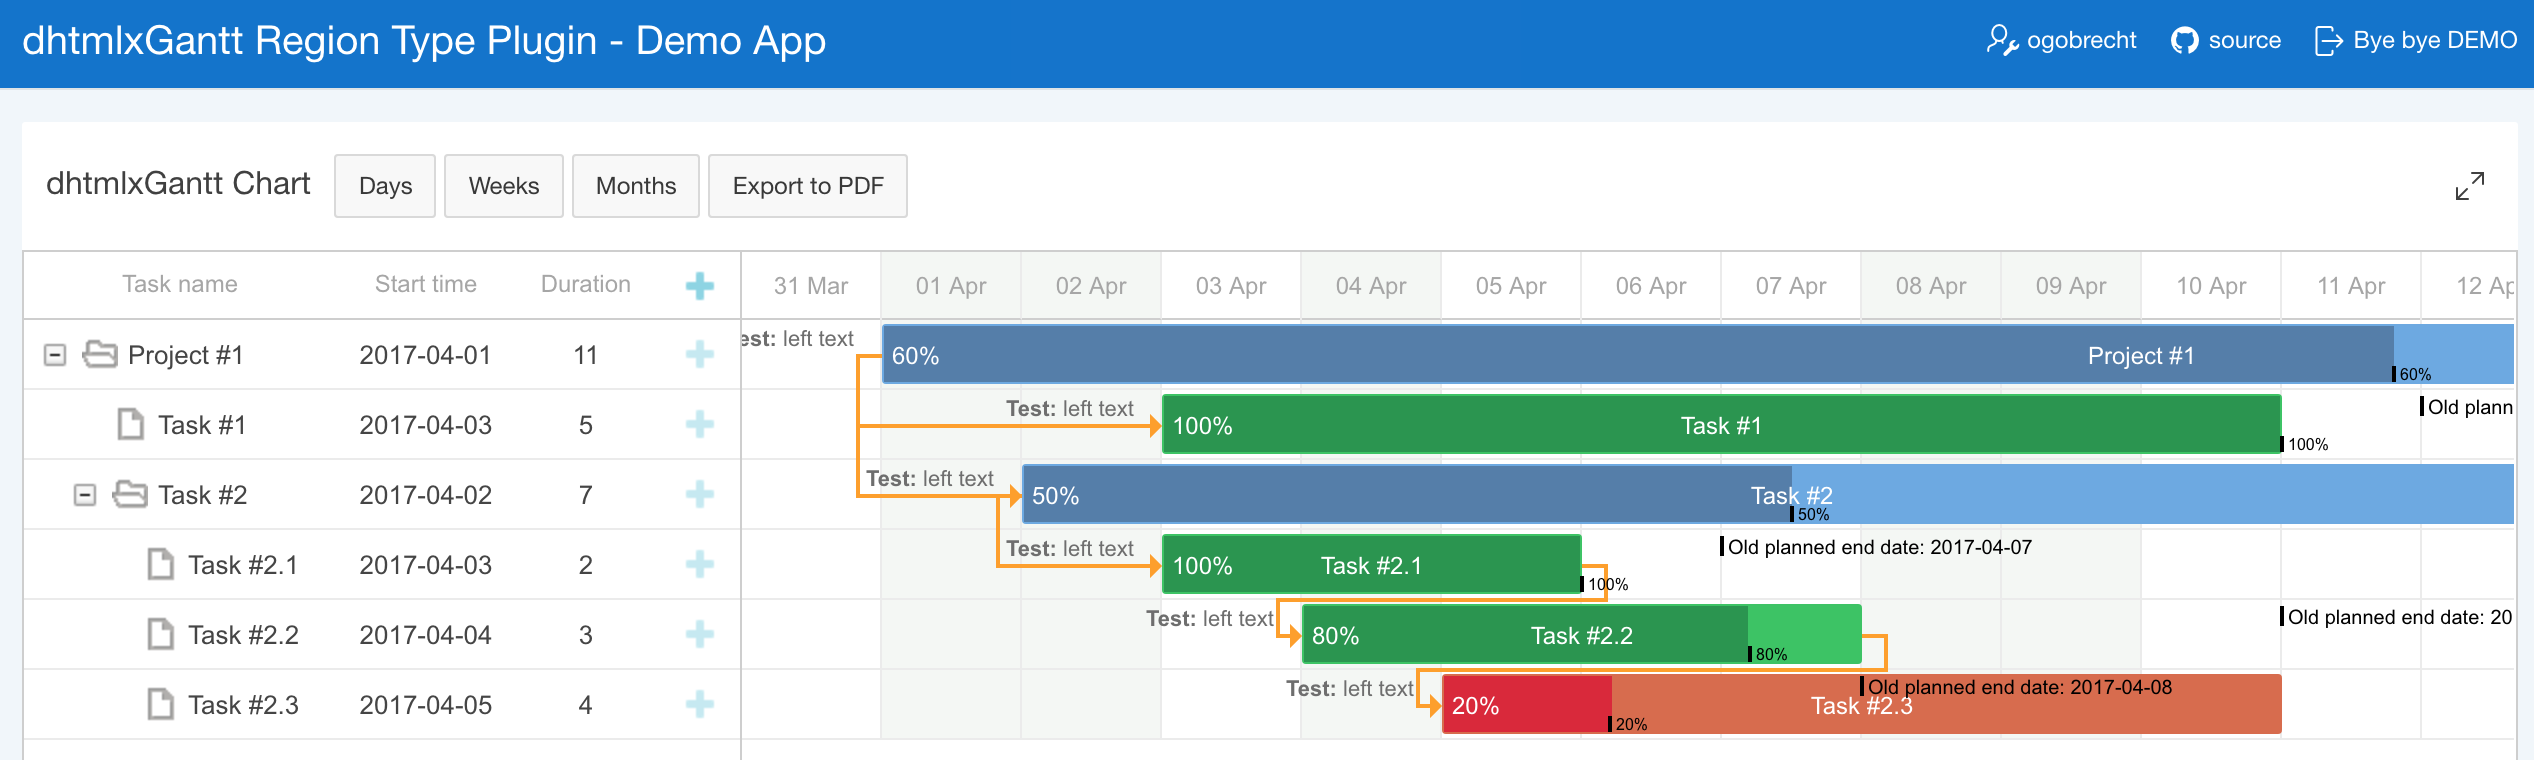 dhtmlxGantt Region Type Plugin - Demo App
ogobrecht source Bye bye DEMO
dhtmlxGantt Chart Days Weeks Months Export to PDF
Task name Start time Duration 31 Mar 01 Apr 02 Apr 03 Apr 04 Apr 05 Apr 06 Apr 07 Apr 08 Apr 09 Apr 10 Apr 11 Apr 12 Ap
est: left text
Project #1 2017-04-01 11 60% Project #1
60%
Test: left text Old plann
Task #1 2017-04-03 5 100% Task #1
100%
Test: left text
Task #2 2017-04-02 7 50% Task #2
50%
Test: left text Old planned end date: 2017-04-07
Task #2.1 2017-04-03 2 100% Task #2.1
100%
Test: left text Old planned end date: 20
Task #2.2 2017-04-04 3 80% Task #2.2
80%
Test: left text Old planned end date: 2017-04-08
Task #2.3 2017-04-05 4 20% Task #2.3
20%